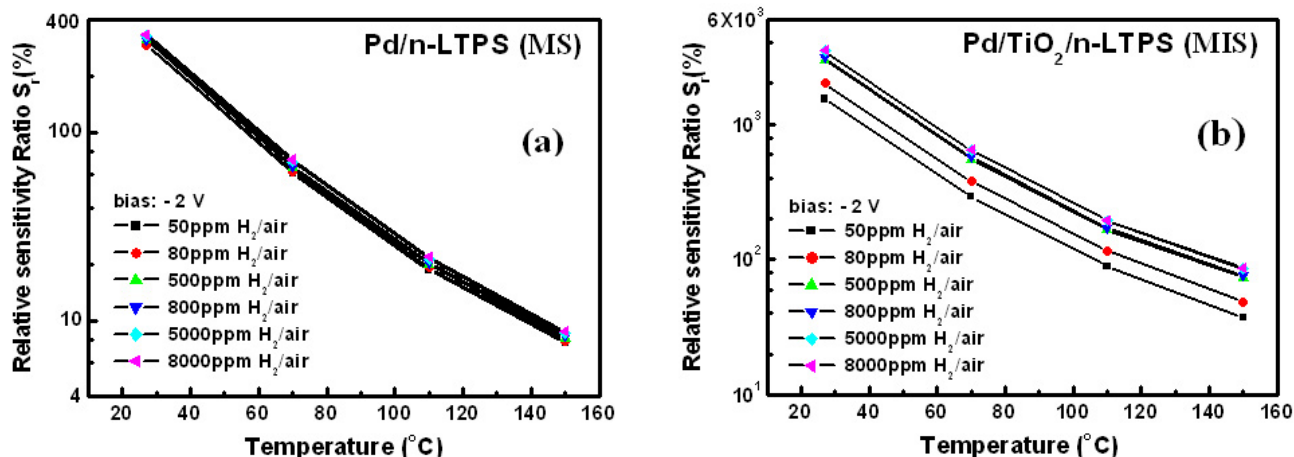 Pd/n-LTPS (MS)
(a)
Relative sensitivity Ratio Sr(%)
400
100
10
4
bias: - 2 V
50ppm H2/air
80ppm H2/air
500ppm H2/air
800ppm H2/air
5000ppm H2/air
8000ppm H2/air
20 40 60 80 100 120 140 160
Temperature (°C)
Pd/TiO2/n-LTPS (MIS)
(b)
Relative sensitivity Ratio Sr(%)
6X10³
10³
10²
10¹
bias: - 2 V
50ppm H2/air
80ppm H2/air
500ppm H2/air
800ppm H2/air
5000ppm H2/air
8000ppm H2/air
20 40 60 80 100 120 140 160
Temperature (°C)